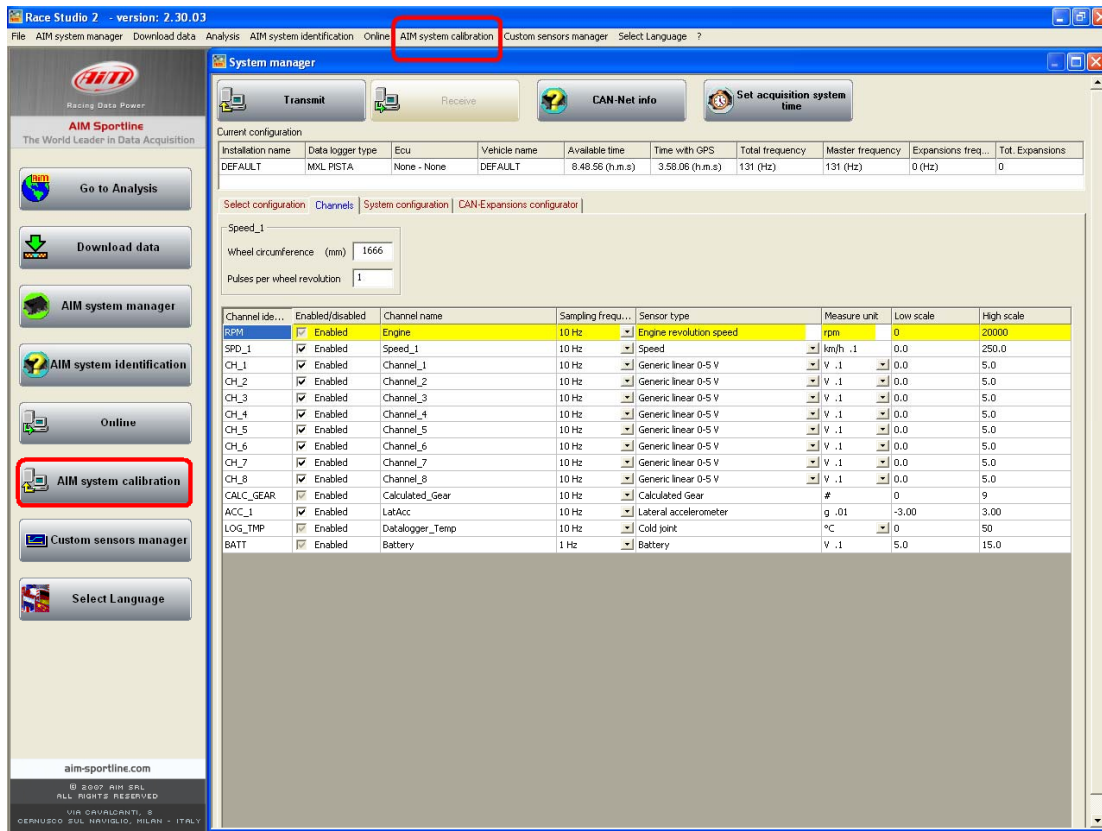 Race Studio 2 - version: 2.30.03
File AIM system manager Download data Analysis AIM system identification Online AIM system calibration Custom sensors manager Select Language ?
AiM
Racing Data Power
AIM Sportline
The World Leader in Data Acquisition
Go to Analysis
Download data
AIM system manager
AIM system identification
Online
AIM system calibration
Custom sensors manager
Select Language
aim-sportline.com
© 2007 AIM SRL
ALL RIGHTS RESERVED
VIA CAVALCANTI, 8
CERNUSCO SUL NAVIGLIO, MILAN - ITALY
System manager
Transmit Receive CAN-Net info Set acquisition system time
Current configuration
Installation name Data logger type Ecu Vehicle name Available time Time with GPS Total frequency Master frequency Expansions freq... Tot. Expansions
DEFAULT MXL PISTA None - None DEFAULT 8.48.56 (h.m.s) 3.58.06 (h.m.s) 131 (Hz) 131 (Hz) 0 (Hz) 0
Select configuration Channels System configuration CAN-Expansions configurator
Speed_1
Wheel circumference (mm) 1666
Pulses per wheel revolution 1
Channel ide... Enabled/disabled Channel name Sampling frequ... Sensor type Measure unit Low scale High scale
RPM Enabled Engine 10 Hz Engine revolution speed rpm 0 20000
SPD_1 Enabled Speed_1 10 Hz Speed km/h .1 0.0 250.0
CH_1 Enabled Channel_1 10 Hz Generic linear 0-5 V V .1 0.0 5.0
CH_2 Enabled Channel_2 10 Hz Generic linear 0-5 V V .1 0.0 5.0
CH_3 Enabled Channel_3 10 Hz Generic linear 0-5 V V .1 0.0 5.0
CH_4 Enabled Channel_4 10 Hz Generic linear 0-5 V V .1 0.0 5.0
CH_5 Enabled Channel_5 10 Hz Generic linear 0-5 V V .1 0.0 5.0
CH_6 Enabled Channel_6 10 Hz Generic linear 0-5 V V .1 0.0 5.0
CH_7 Enabled Channel_7 10 Hz Generic linear 0-5 V V .1 0.0 5.0
CH_8 Enabled Channel_8 10 Hz Generic linear 0-5 V V .1 0.0 5.0
CALC_GEAR Enabled Calculated_Gear 10 Hz Calculated Gear # 0 9
ACC_1 Enabled LatAcc 10 Hz Lateral accelerometer g .01 -3.00 3.00
LOG_TMP Enabled Datalogger_Temp 10 Hz Cold joint °C 0 50
BATT Enabled Battery 1 Hz Battery V .1 5.0 15.0